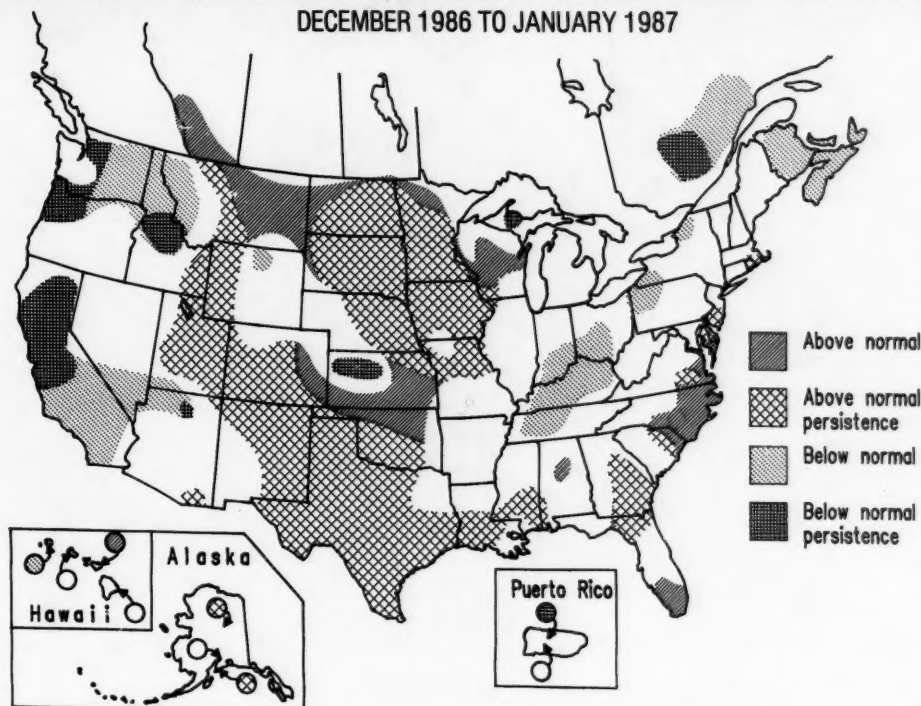 DECEMBER 1986 TO JANUARY 1987
Above normal
Above normal
persistence
Below normal
Below normal
persistence
Alaska
Hawaii
Puerto Rico